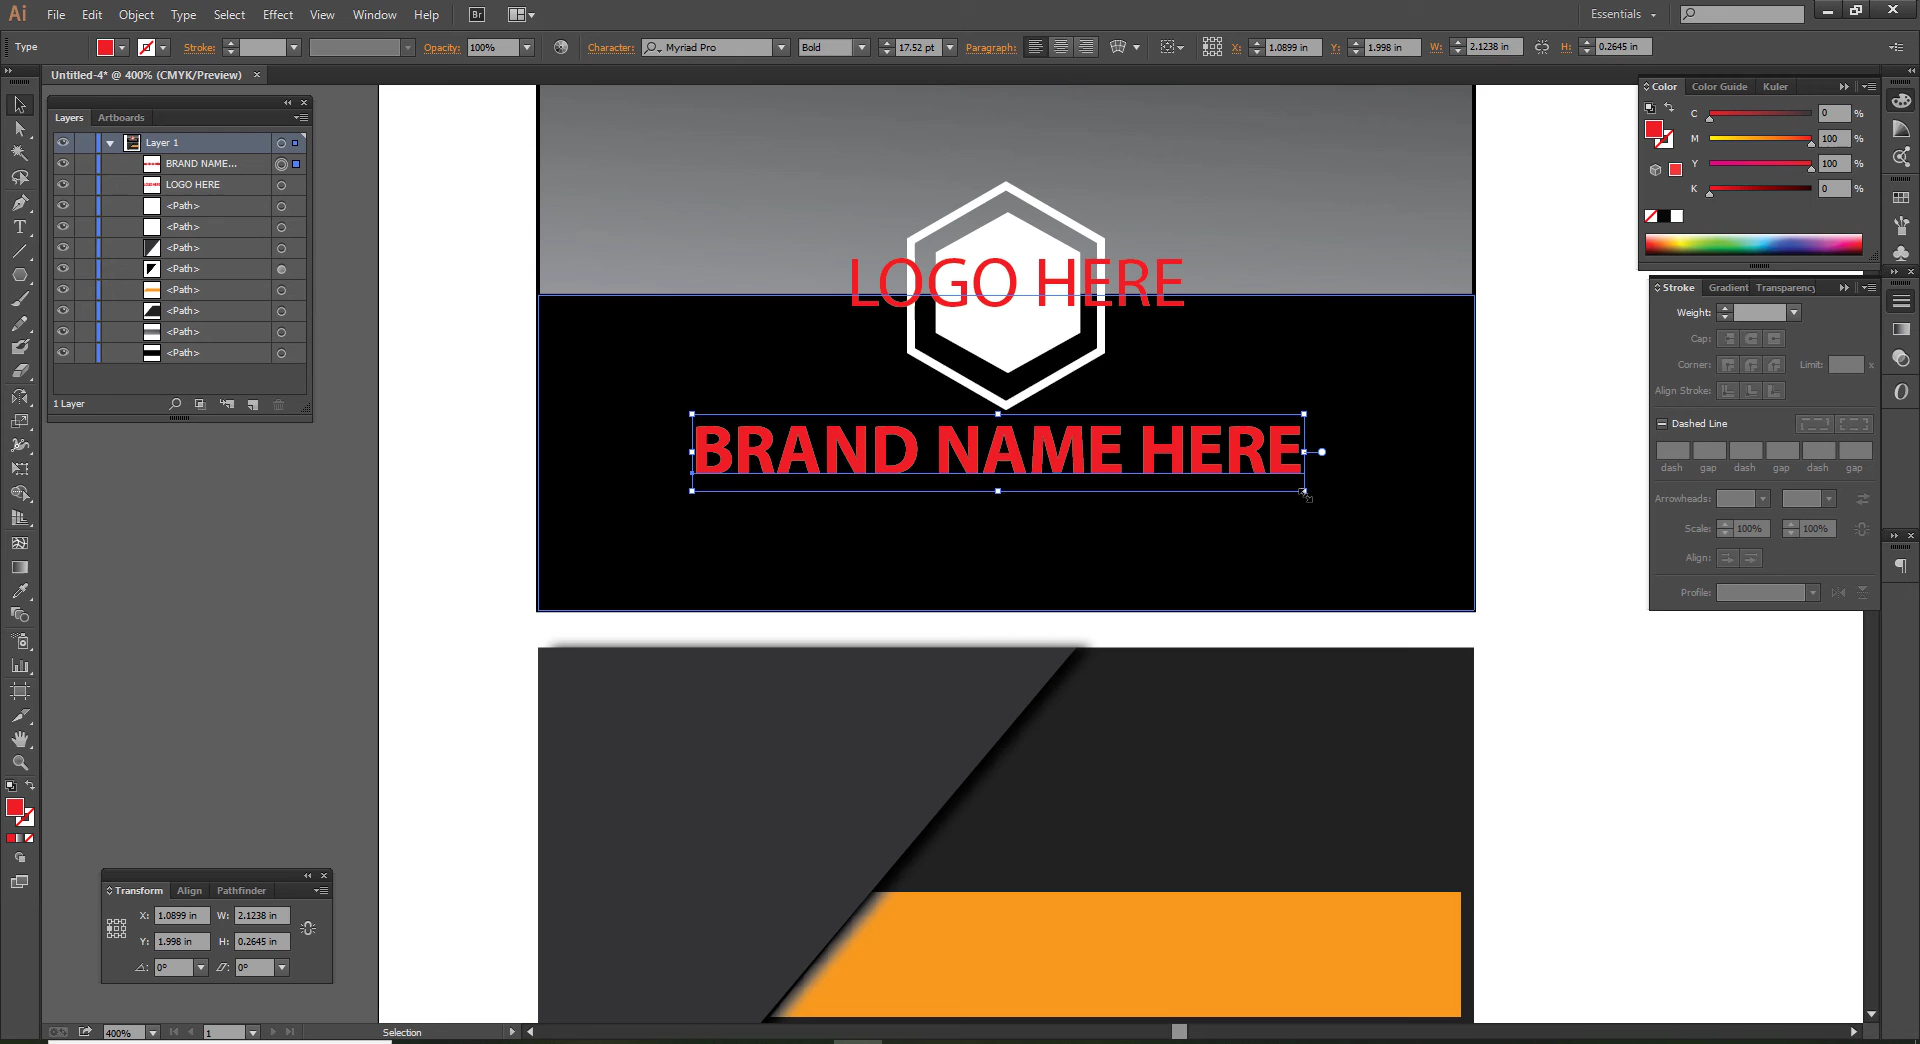 Ai File Edit Object Type Select Effect View Window Help Br Essentials
Type Stroke: Opacity: 100% Character: Myriad Pro Bold 17.52 pt Paragraph: X: 1.0899 in Y: 1.998 in W: 2.1238 in H: 0.2645 in
Untitled-4* @ 400% (CMYK/Preview)
Layers Artboards
Layer 1
BRAND NAME...
LOGO HERE
<Path>
<Path>
<Path>
<Path>
<Path>
<Path>
<Path>
<Path>
1 Layer
LOGO HERE
BRAND NAME HERE
Color Color Guide Kuler
C 0 %
M 100 %
Y 100 %
K 0 %
Stroke Gradient Transparency
Weight:
Cap:
Corner: Limit: x
Align Stroke:
Dashed Line
dash gap dash gap dash gap
Arrowheads:
Scale: 100% 100%
Align:
Profile:
Transform Align Pathfinder
X: 1.0899 in W: 2.1238 in
Y: 1.998 in H: 0.2645 in
0° 0°
400% 1 Selection